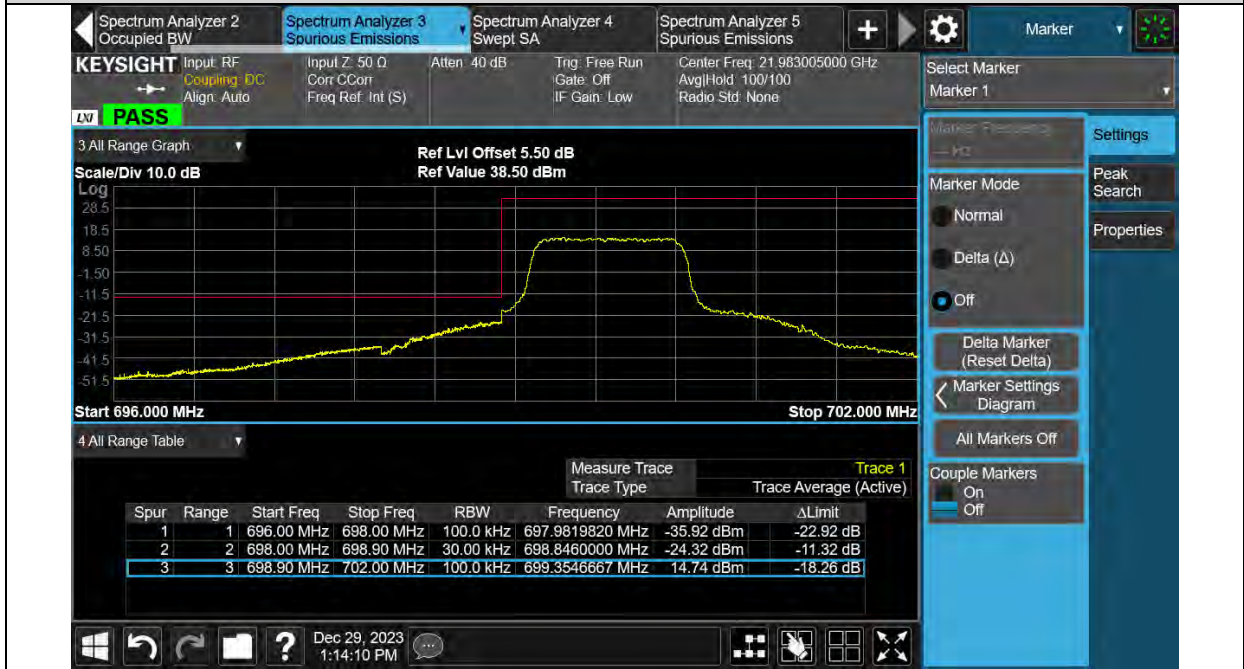 Spectrum Analyzer 2
Occupied BW
Spectrum Analyzer 3
Spurious Emissions
Spectrum Analyzer 4
Swept SA
Spectrum Analyzer 5
Spurious Emissions
+
Marker
KEYSIGHT
Input: RF
Coupling: DC
Align: Auto
Input Z: 50 Ω
Corr CCorr
Freq Ref: Int (S)
Atten: 40 dB
Trig: Free Run
Gate: Off
IF Gain: Low
Center Freq: 21.983005000 GHz
Avg|Hold: 100/100
Radio Std: None
LXI PASS
Select Marker
Marker 1
3 All Range Graph
Scale/Div 10.0 dB
Ref Lvl Offset 5.50 dB
Ref Value 38.50 dBm
Log
28.5
18.5
8.50
-1.50
-11.5
-21.5
-31.5
-41.5
-51.5
Start 696.000 MHz
Stop 702.000 MHz
Marker Frequency
--- Hz
Settings
Marker Mode
Peak Search
Normal
Properties
Delta (Δ)
Off
Delta Marker
(Reset Delta)
Marker Settings
Diagram
All Markers Off
Couple Markers
On
Off
4 All Range Table
Measure Trace Trace 1
Trace Type Trace Average (Active)
Spur Range Start Freq Stop Freq RBW Frequency Amplitude ΔLimit
1 1 696.00 MHz 698.00 MHz 100.0 kHz 697.9819820 MHz -35.92 dBm -22.92 dB
2 2 698.00 MHz 698.90 MHz 30.00 kHz 698.8460000 MHz -24.32 dBm -11.32 dB
3 3 698.90 MHz 702.00 MHz 100.0 kHz 699.3546667 MHz 14.74 dBm -18.26 dB
?
Dec 29, 2023
1:14:10 PM